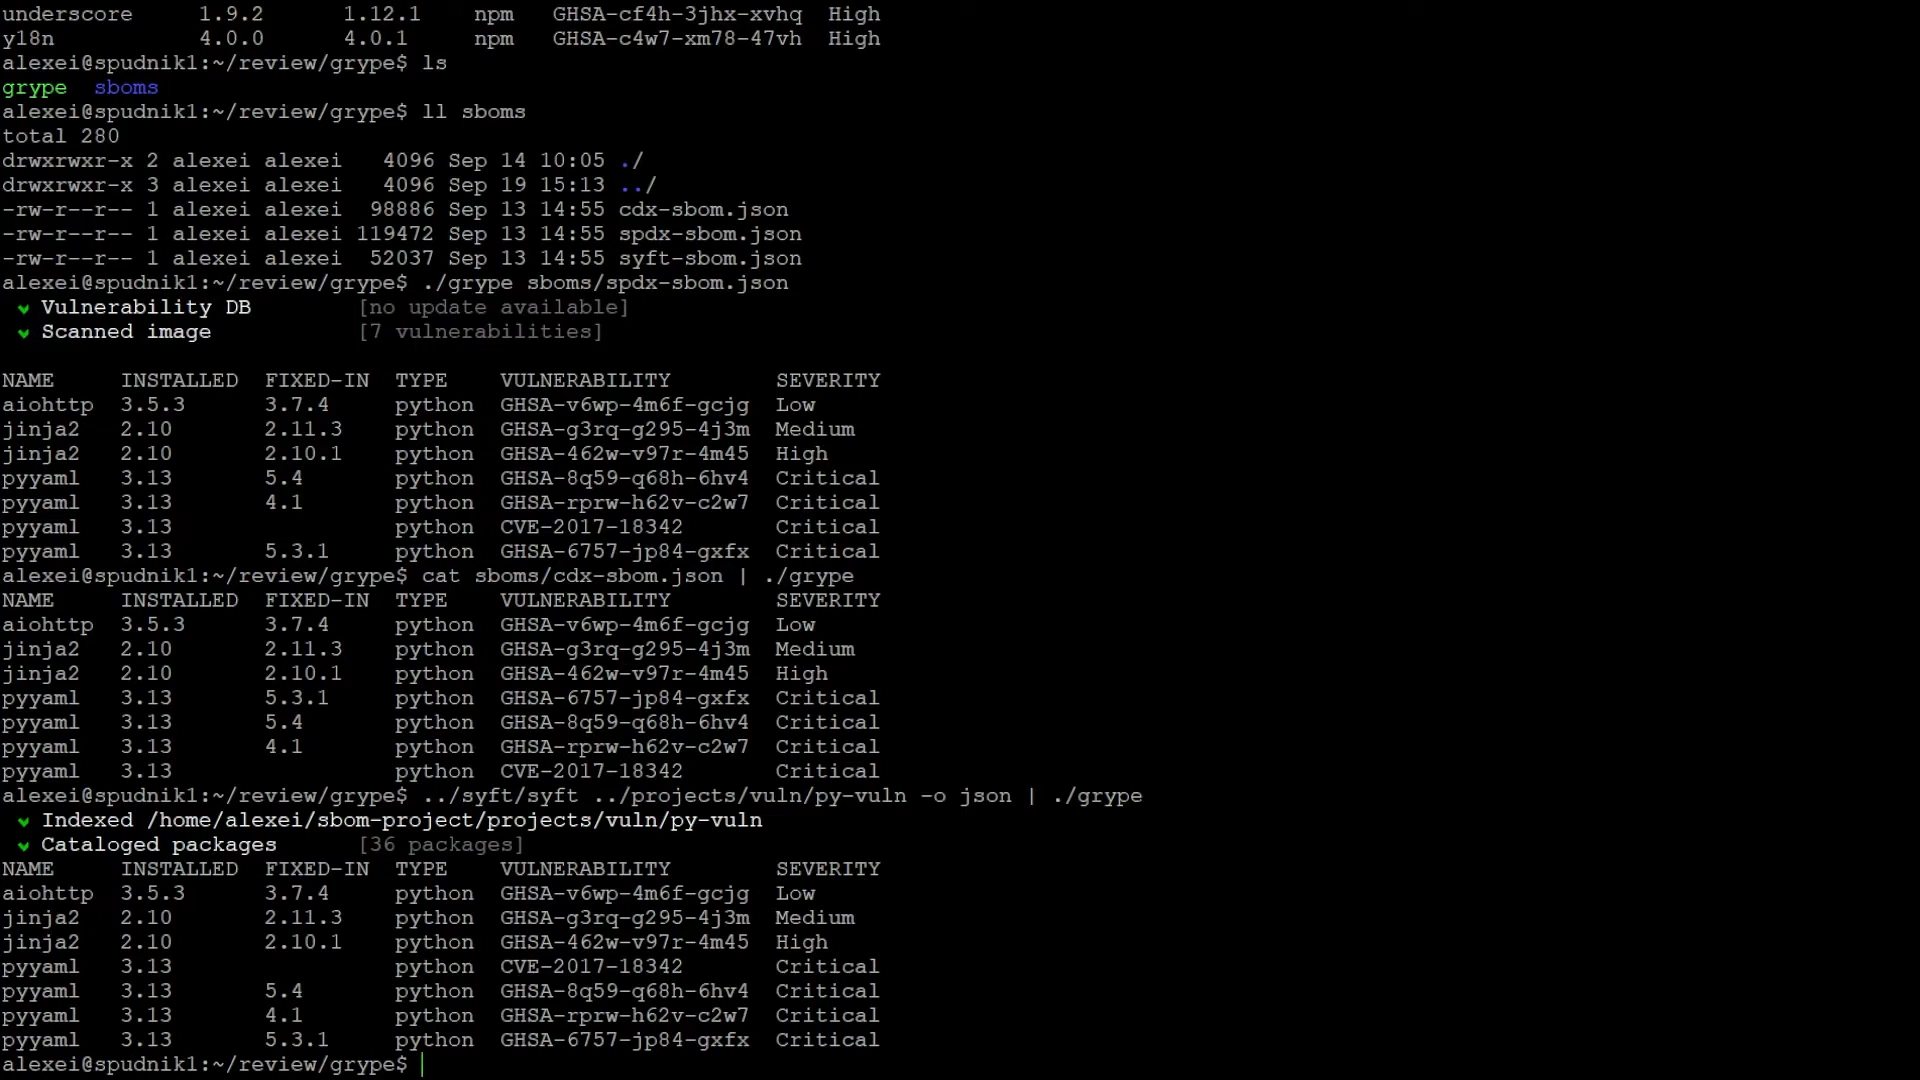 underscore     1.9.2      1.12.1    npm    GHSA-cf4h-3jhx-xvhq  High
y18n           4.0.0      4.0.1     npm    GHSA-c4w7-xm78-47vh  High
alexei@spudnik1:~/review/grype$ ls
grype  sboms
alexei@spudnik1:~/review/grype$ ll sboms
total 280
drwxrwxr-x 2 alexei alexei   4096 Sep 14 10:05 ./
drwxrwxr-x 3 alexei alexei   4096 Sep 19 15:13 ../
-rw-r--r-- 1 alexei alexei  98886 Sep 13 14:55 cdx-sbom.json
-rw-r--r-- 1 alexei alexei 119472 Sep 13 14:55 spdx-sbom.json
-rw-r--r-- 1 alexei alexei  52037 Sep 13 14:55 syft-sbom.json
alexei@spudnik1:~/review/grype$ ./grype sboms/spdx-sbom.json
✔ Vulnerability DB        [no update available]
✔ Scanned image           [7 vulnerabilities]
NAME     INSTALLED  FIXED-IN  TYPE    VULNERABILITY        SEVERITY
aiohttp  3.5.3      3.7.4     python  GHSA-v6wp-4m6f-gcjg  Low
jinja2   2.10       2.11.3    python  GHSA-g3rq-g295-4j3m  Medium
jinja2   2.10       2.10.1    python  GHSA-462w-v97r-4m45  High
pyyaml   3.13       5.4       python  GHSA-8q59-q68h-6hv4  Critical
pyyaml   3.13       4.1       python  GHSA-rprw-h62v-c2w7  Critical
pyyaml   3.13                 python  CVE-2017-18342       Critical
pyyaml   3.13       5.3.1     python  GHSA-6757-jp84-gxfx  Critical
alexei@spudnik1:~/review/grype$ cat sboms/cdx-sbom.json | ./grype
NAME     INSTALLED  FIXED-IN  TYPE    VULNERABILITY        SEVERITY
aiohttp  3.5.3      3.7.4     python  GHSA-v6wp-4m6f-gcjg  Low
jinja2   2.10       2.11.3    python  GHSA-g3rq-g295-4j3m  Medium
jinja2   2.10       2.10.1    python  GHSA-462w-v97r-4m45  High
pyyaml   3.13       5.3.1     python  GHSA-6757-jp84-gxfx  Critical
pyyaml   3.13       5.4       python  GHSA-8q59-q68h-6hv4  Critical
pyyaml   3.13       4.1       python  GHSA-rprw-h62v-c2w7  Critical
pyyaml   3.13                 python  CVE-2017-18342       Critical
alexei@spudnik1:~/review/grype$ ../syft/syft ../projects/vuln/py-vuln -o json | ./grype
✔ Indexed /home/alexei/sbom-project/projects/vuln/py-vuln
✔ Cataloged packages      [36 packages]
NAME     INSTALLED  FIXED-IN  TYPE    VULNERABILITY        SEVERITY
aiohttp  3.5.3      3.7.4     python  GHSA-v6wp-4m6f-gcjg  Low
jinja2   2.10       2.11.3    python  GHSA-g3rq-g295-4j3m  Medium
jinja2   2.10       2.10.1    python  GHSA-462w-v97r-4m45  High
pyyaml   3.13                 python  CVE-2017-18342       Critical
pyyaml   3.13       5.4       python  GHSA-8q59-q68h-6hv4  Critical
pyyaml   3.13       4.1       python  GHSA-rprw-h62v-c2w7  Critical
pyyaml   3.13       5.3.1     python  GHSA-6757-jp84-gxfx  Critical
alexei@spudnik1:~/review/grype$